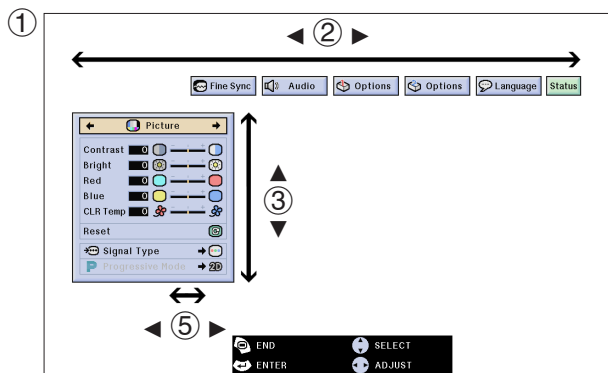 ①
◀ ② ▶
Fine Sync Audio Options Options Language Status
Picture
Contrast 0
Bright 0
Red 0
Blue 0
CLR Temp 0
Reset
Signal Type
P Progressive Mode 2D
▲
③
▼
◀ ⑤ ▶
END SELECT
ENTER ADJUST